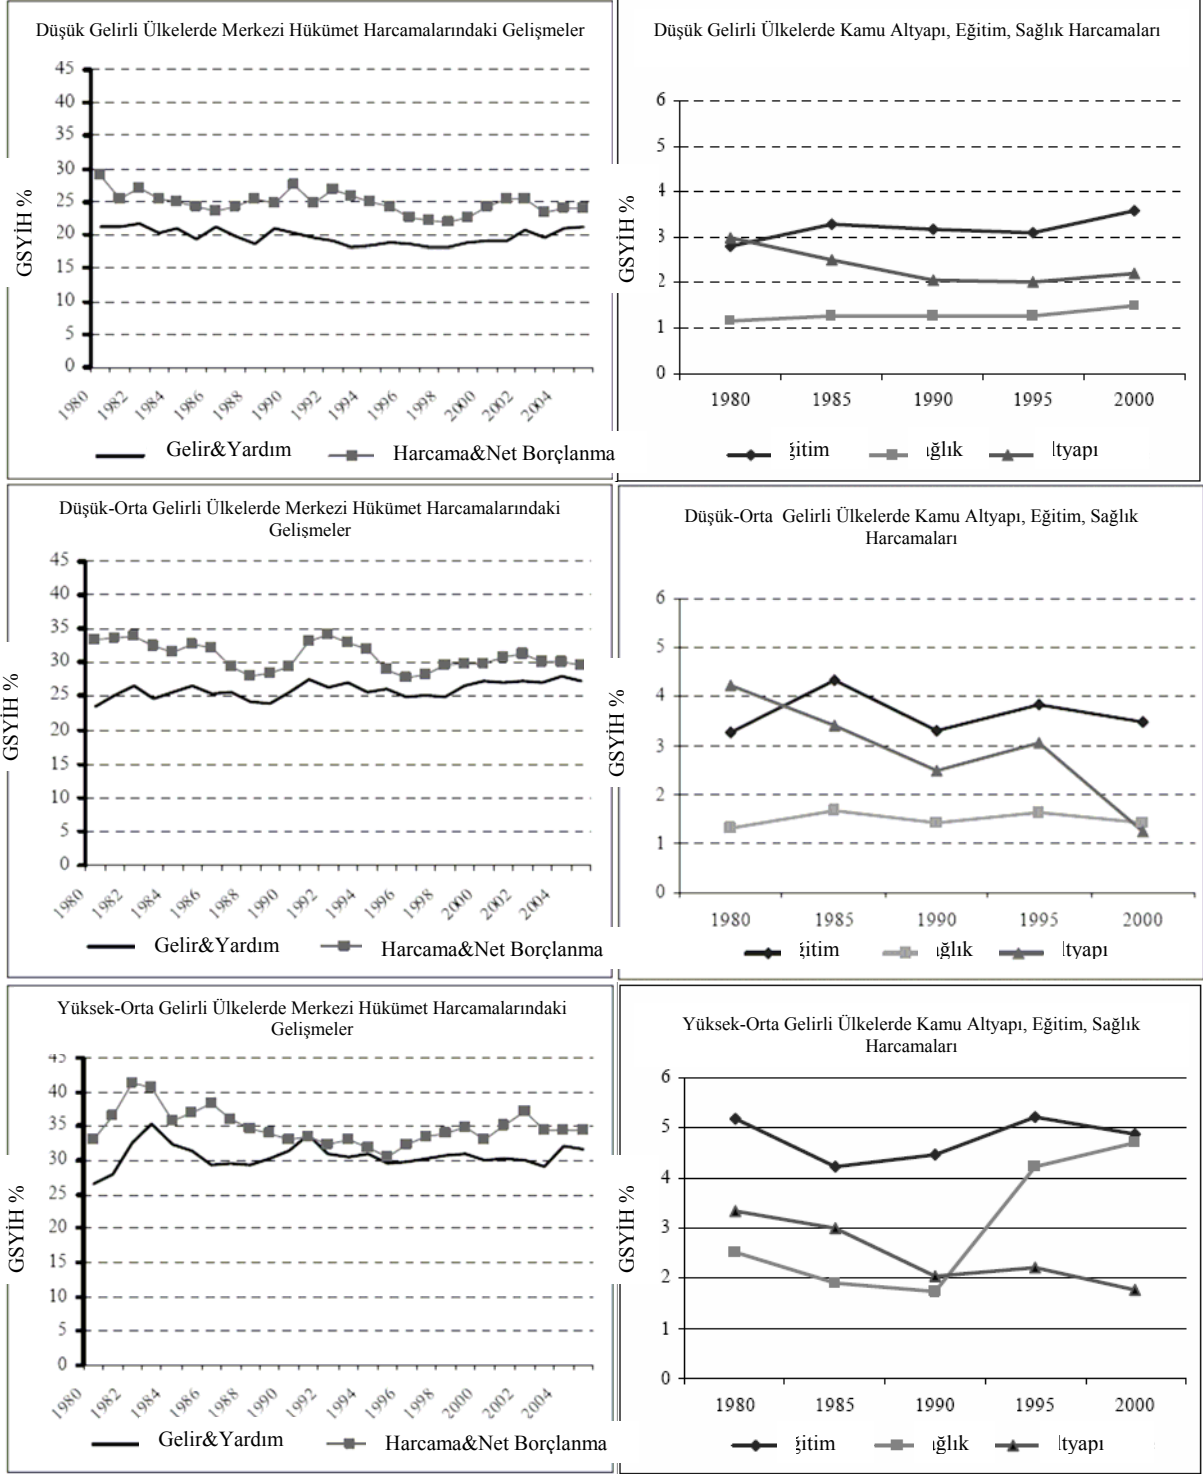 Düşük Gelirli Ülkelerde Merkezi Hükümet Harcamalarındaki Gelişmeler
45
40
35
30
25
20
15
10
5
0
GSYİH %
1980 1982 1984 1986 1988 1990 1992 1994 1996 1998 2000 2002 2004
Gelir&Yardım Harcama&Net Borçlanma
Düşük Gelirli Ülkelerde Kamu Altyapı, Eğitim, Sağlık Harcamaları
6
5
4
3
2
1
0
GSYİH %
1980 1985 1990 1995 2000
ğitim ığlık ltyapı
Düşük-Orta Gelirli Ülkelerde Merkezi Hükümet Harcamalarındaki
Gelişmeler
45
40
35
30
25
20
15
10
5
0
GSYİH %
1980 1982 1984 1986 1988 1990 1992 1994 1996 1998 2000 2002 2004
Gelir&Yardım Harcama&Net Borçlanma
Düşük-Orta Gelirli Ülkelerde Kamu Altyapı, Eğitim, Sağlık
Harcamaları
6
5
4
3
2
1
0
GSYİH %
1980 1985 1990 1995 2000
ğitim ığlık ltyapı
Yüksek-Orta Gelirli Ülkelerde Merkezi Hükümet Harcamalarındaki
Gelişmeler
45
40
35
30
25
20
15
10
5
0
GSYİH %
1980 1982 1984 1986 1988 1990 1992 1994 1996 1998 2000 2002 2004
Gelir&Yardım Harcama&Net Borçlanma
Yüksek-Orta Gelirli Ülkelerde Kamu Altyapı, Eğitim, Sağlık
Harcamaları
6
5
4
3
2
1
0
GSYİH %
1980 1985 1990 1995 2000
ğitim ığlık ltyapı